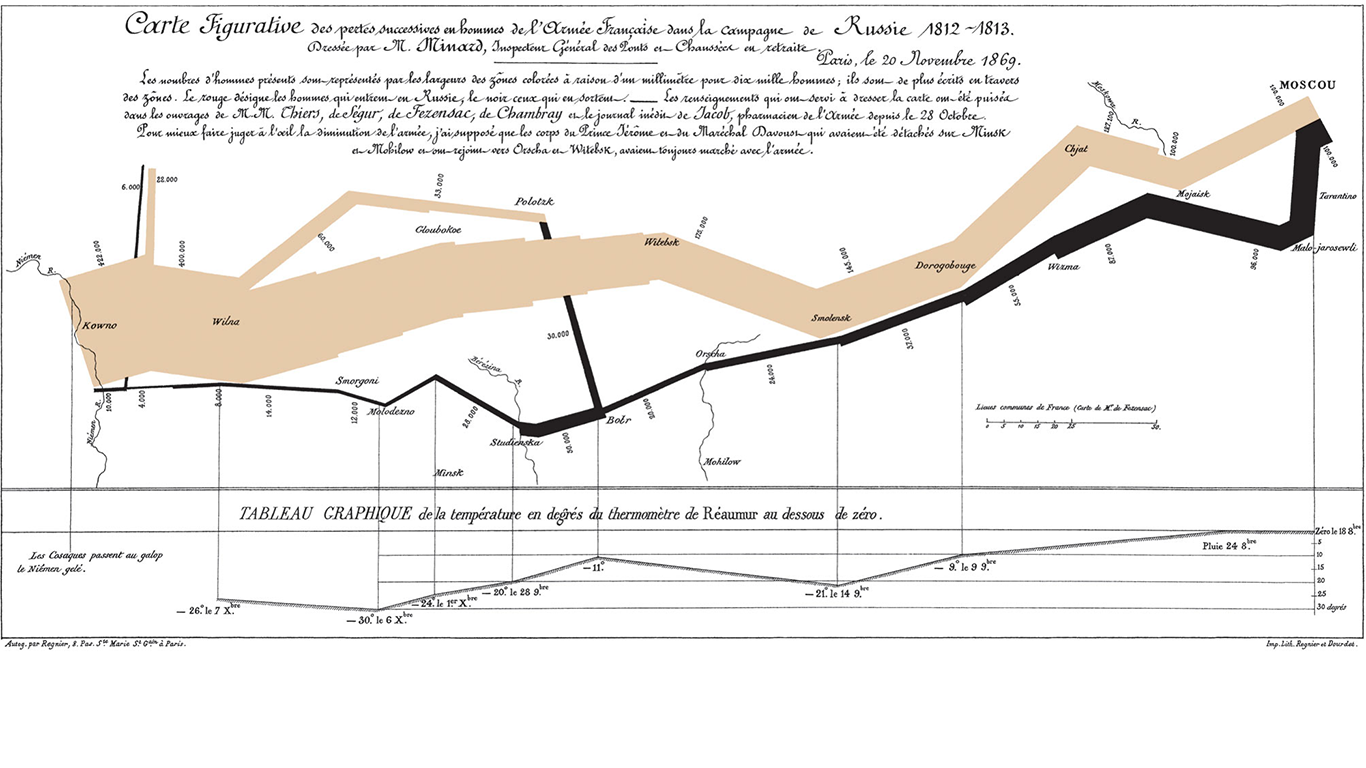 Carte Figurative des pertes successives en hommes de l'Armée Française dans la campagne de Russie 1812–1813.
Dressée par M. Minard, Inspecteur Général des Ponts et Chaussées en retraite.
Paris, le 20 Novembre 1869.
Les nombres d'hommes présents sont représentés par les largeurs des zônes colorées à raison d'un millimètre pour dix mille hommes; ils sont de plus écrits en travers
des zônes. Le rouge désigne les hommes qui entrent en Russie, le noir ceux qui en sortent. — Les renseignements qui ont servi à dresser la carte ont été puisés
dans les ouvrages de M. M. Thiers, de Ségur, de Fezensac, de Chambray et le journal inédit de Jacob, pharmacien de l'Armée depuis le 28 Octobre.
Pour mieux faire juger à l'œil la diminution de l'armée, j'ai supposé que les corps du Prince Jérôme et du Maréchal Davoust qui avaient été détachés sur Minsk
et Mohilow et ont rejoint vers Orscha et Witebsk, avaient toujours marché avec l'armée.
MOSCOU
100.000
Moskowa
R.
127.100
100.000
Chjat
Mojaisk
100.000
Tarantino
Malo-jarosewli
6.000
22.000
33.000
Polotzk
60.000
Gloubokoe
Witebsk
175.000
Niémen
R.
422.000
400.000
145.000
Dorogobouge
Wizma
87.000
96.000
Kowno
Wilna
Smolensk
55.000
30.000
37.000
Orscha
Bérézina
R.
24.000
Smorgoni
Molodezno
10.000
4.000
8.000
14.000
12.000
28.000
20.000
Bobr
Studienska
50.000
R.
Niémen
Minsk
Mohilow
Lieues communes de France (Carte de M. de Fezensac)
0 5 10 15 20 25 50.
TABLEAU GRAPHIQUE de la température en degrés du thermomètre de Réaumur au dessous de zéro.
Les Cosaques passent au galop
le Niémen gelé.
Zéro le 18 8.bre
5
10
15
20
25
30 degrés
Pluie 24 8.bre
– 9.° le 9 9.bre
– 21.° le 14 9.bre
– 11.°
– 20.° le 28 9.bre
– 24.° le 1.er X.bre
– 30.° le 6 X.bre
– 26.° le 7 X.bre
Autog. par Regnier, 8. Pas. Ste Marie St Gain à Paris.
Imp. Lith. Regnier et Dourdet.